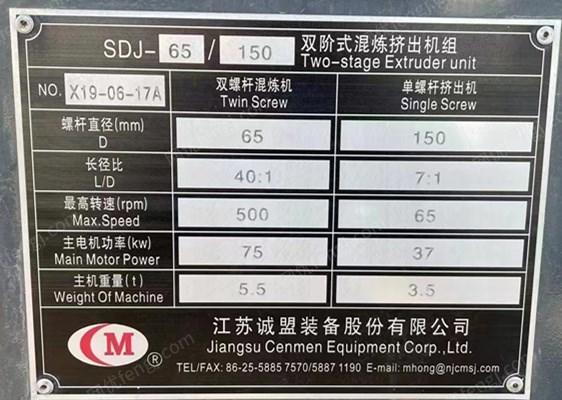 SDJ- 65 / 150 双阶式混炼挤出机组
Two-stage Extruder unit
NO. X19-06-17A 双螺杆混炼机 单螺杆挤出机
Twin Screw Single Screw
螺杆直径(mm) 65 150
D
长径比 40:1 7:1
L/D
最高转速(rpm) 500 65
Max.Speed
主电机功率(kw) 75 37
Main Motor Power
主机重量(t) 5.5 3.5
Weight Of Machine
CM ® 江苏诚盟装备股份有限公司
Jiangsu Cenmen Equipment Corp.,Ltd.
TEL/FAX: 86-25-5885 7570/5887 1190 E-mail: mhong@njcmsj.com